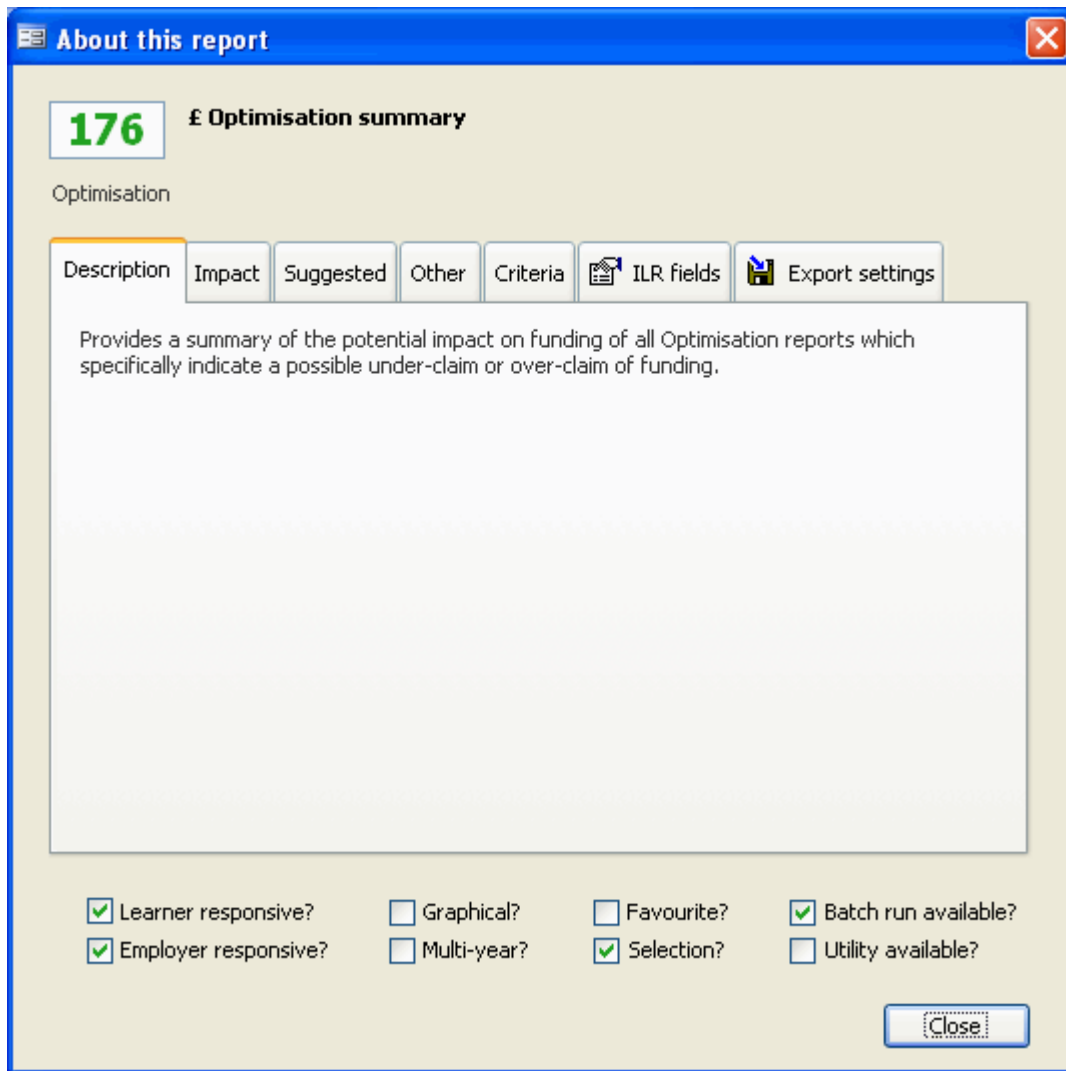 About this report
176
£ Optimisation summary
Optimisation
Description
Impact
Suggested
Other
Criteria
ILR fields
Export settings
Provides a summary of the potential impact on funding of all Optimisation reports which
specifically indicate a possible under-claim or over-claim of funding.
Learner responsive?
Graphical?
Favourite?
Batch run available?
Employer responsive?
Multi-year?
Selection?
Utility available?
Close